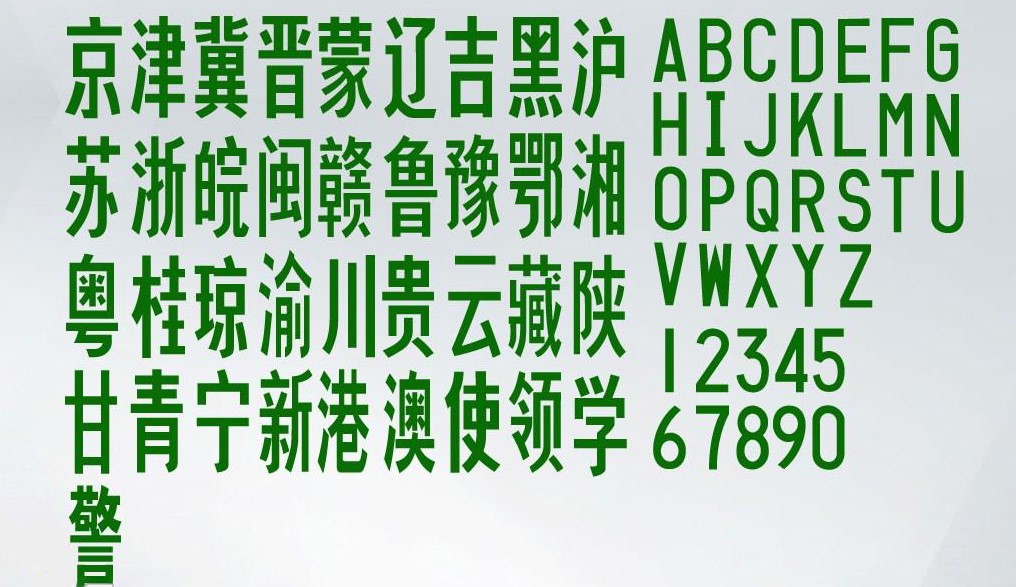 京津冀晋蒙辽吉黑沪
苏浙皖闽赣鲁豫鄂湘
粤桂琼渝川贵云藏陕
甘青宁新港澳使领学
警
ABCDEFG
HIJKLMN
OPQRSTU
VWXYZ
12345
67890